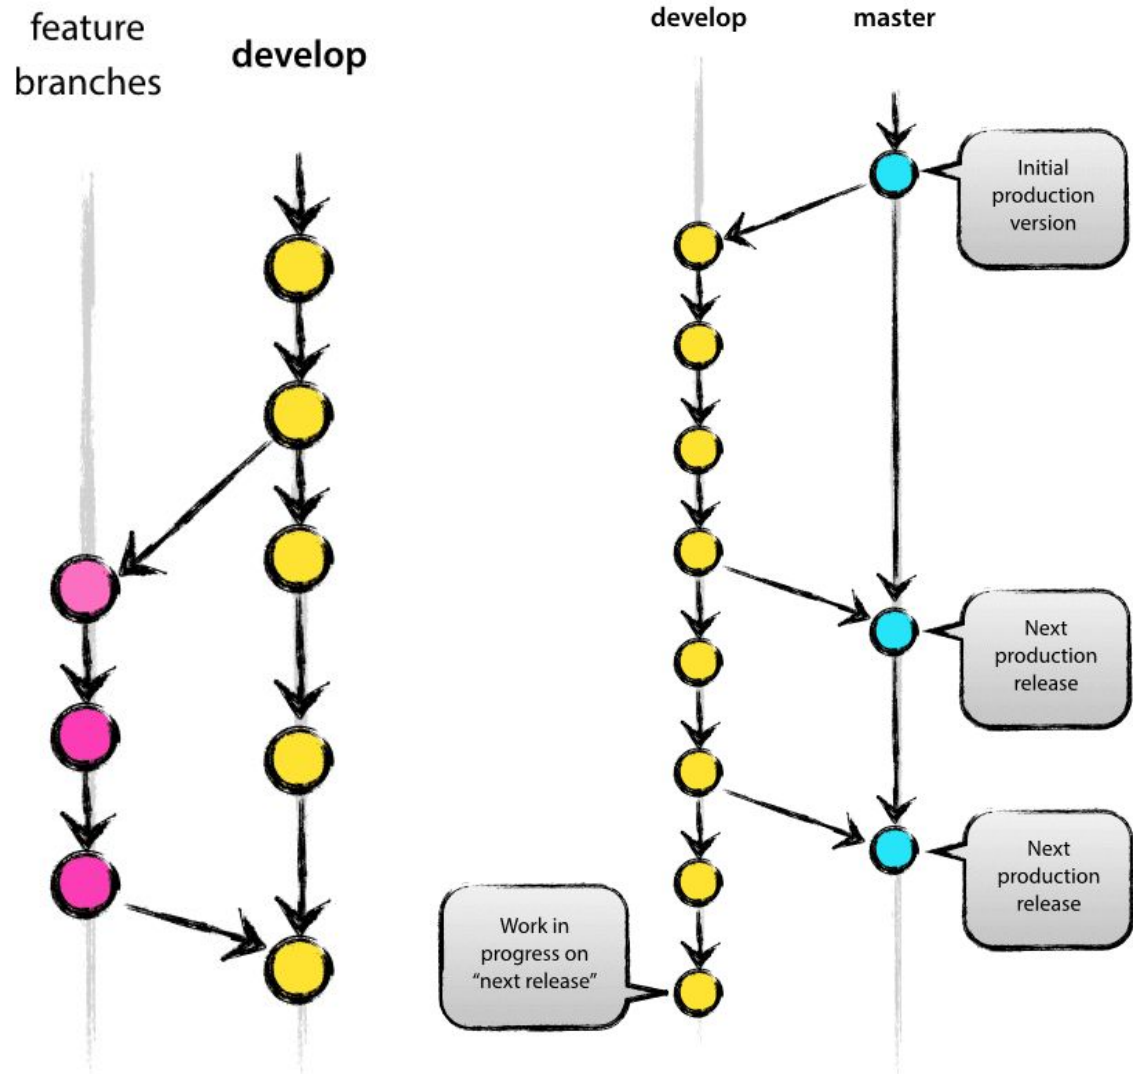 feature
branches
develop
develop
master
Initial
production
version
Next
production
release
Next
production
release
Work in
progress on
“next release”